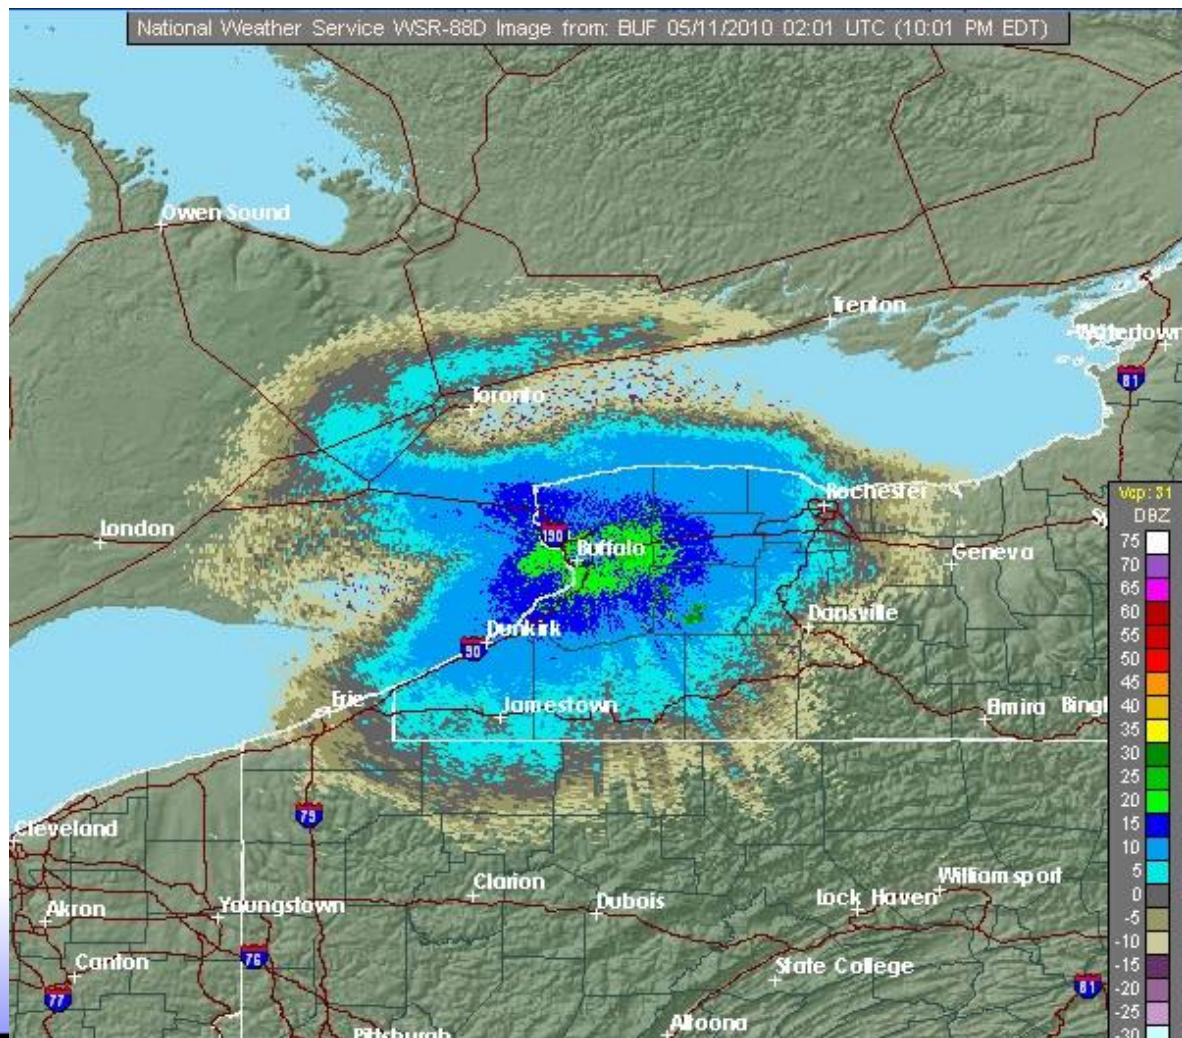 National Weather Service WSR-88D Image from: BUF 05/11/2010 02:01 UTC (10:01 PM EDT)
Owen Sound
Trenton
Watertown
81
Toronto
Rochester
Vcp: 31
London
190
Buffalo
Geneva
DBZ
75
70
65
60
55
50
45
40
35
30
25
20
15
10
5
0
-5
-10
-15
-20
-25
-30
Dansville
Dunkirk
90
Erie
Jamestown
Elmira
Bing
79
Cleveland
Clarion
Williamsport
Akron
Youngstown
Dubois
Lock Haven
76
Canton
State College
77
81
Altoona
Pittsburgh